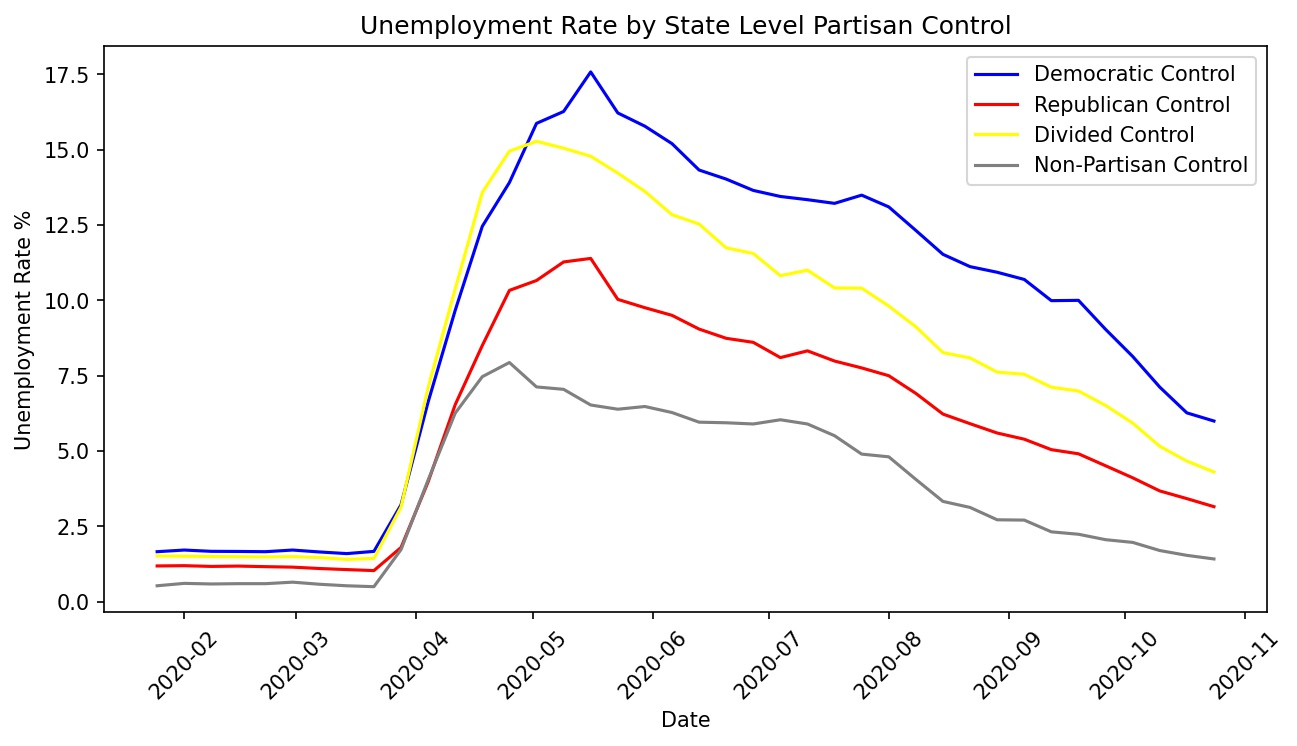 Unemployment Rate by State Level Partisan Control
Democratic Control
Republican Control
Divided Control
Non-Partisan Control
Unemployment Rate %
17.5
15.0
12.5
10.0
7.5
5.0
2.5
0.0
2020-02
2020-03
2020-04
2020-05
2020-06
2020-07
2020-08
2020-09
2020-10
2020-11
Date